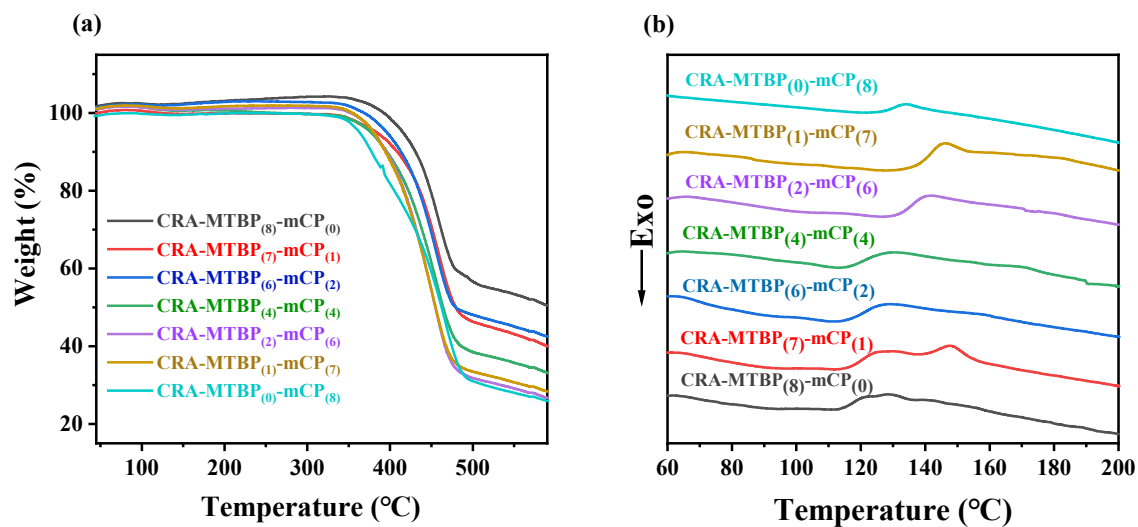 (a)
Weight (%)
100
80
60
40
20
CRA-MTBP(8)-mCP(0)
CRA-MTBP(7)-mCP(1)
CRA-MTBP(6)-mCP(2)
CRA-MTBP(4)-mCP(4)
CRA-MTBP(2)-mCP(6)
CRA-MTBP(1)-mCP(7)
CRA-MTBP(0)-mCP(8)
100 200 300 400 500
Temperature (°C)
(b)
Exo
CRA-MTBP(0)-mCP(8)
CRA-MTBP(1)-mCP(7)
CRA-MTBP(2)-mCP(6)
CRA-MTBP(4)-mCP(4)
CRA-MTBP(6)-mCP(2)
CRA-MTBP(7)-mCP(1)
CRA-MTBP(8)-mCP(0)
60 80 100 120 140 160 180 200
Temperature (°C)